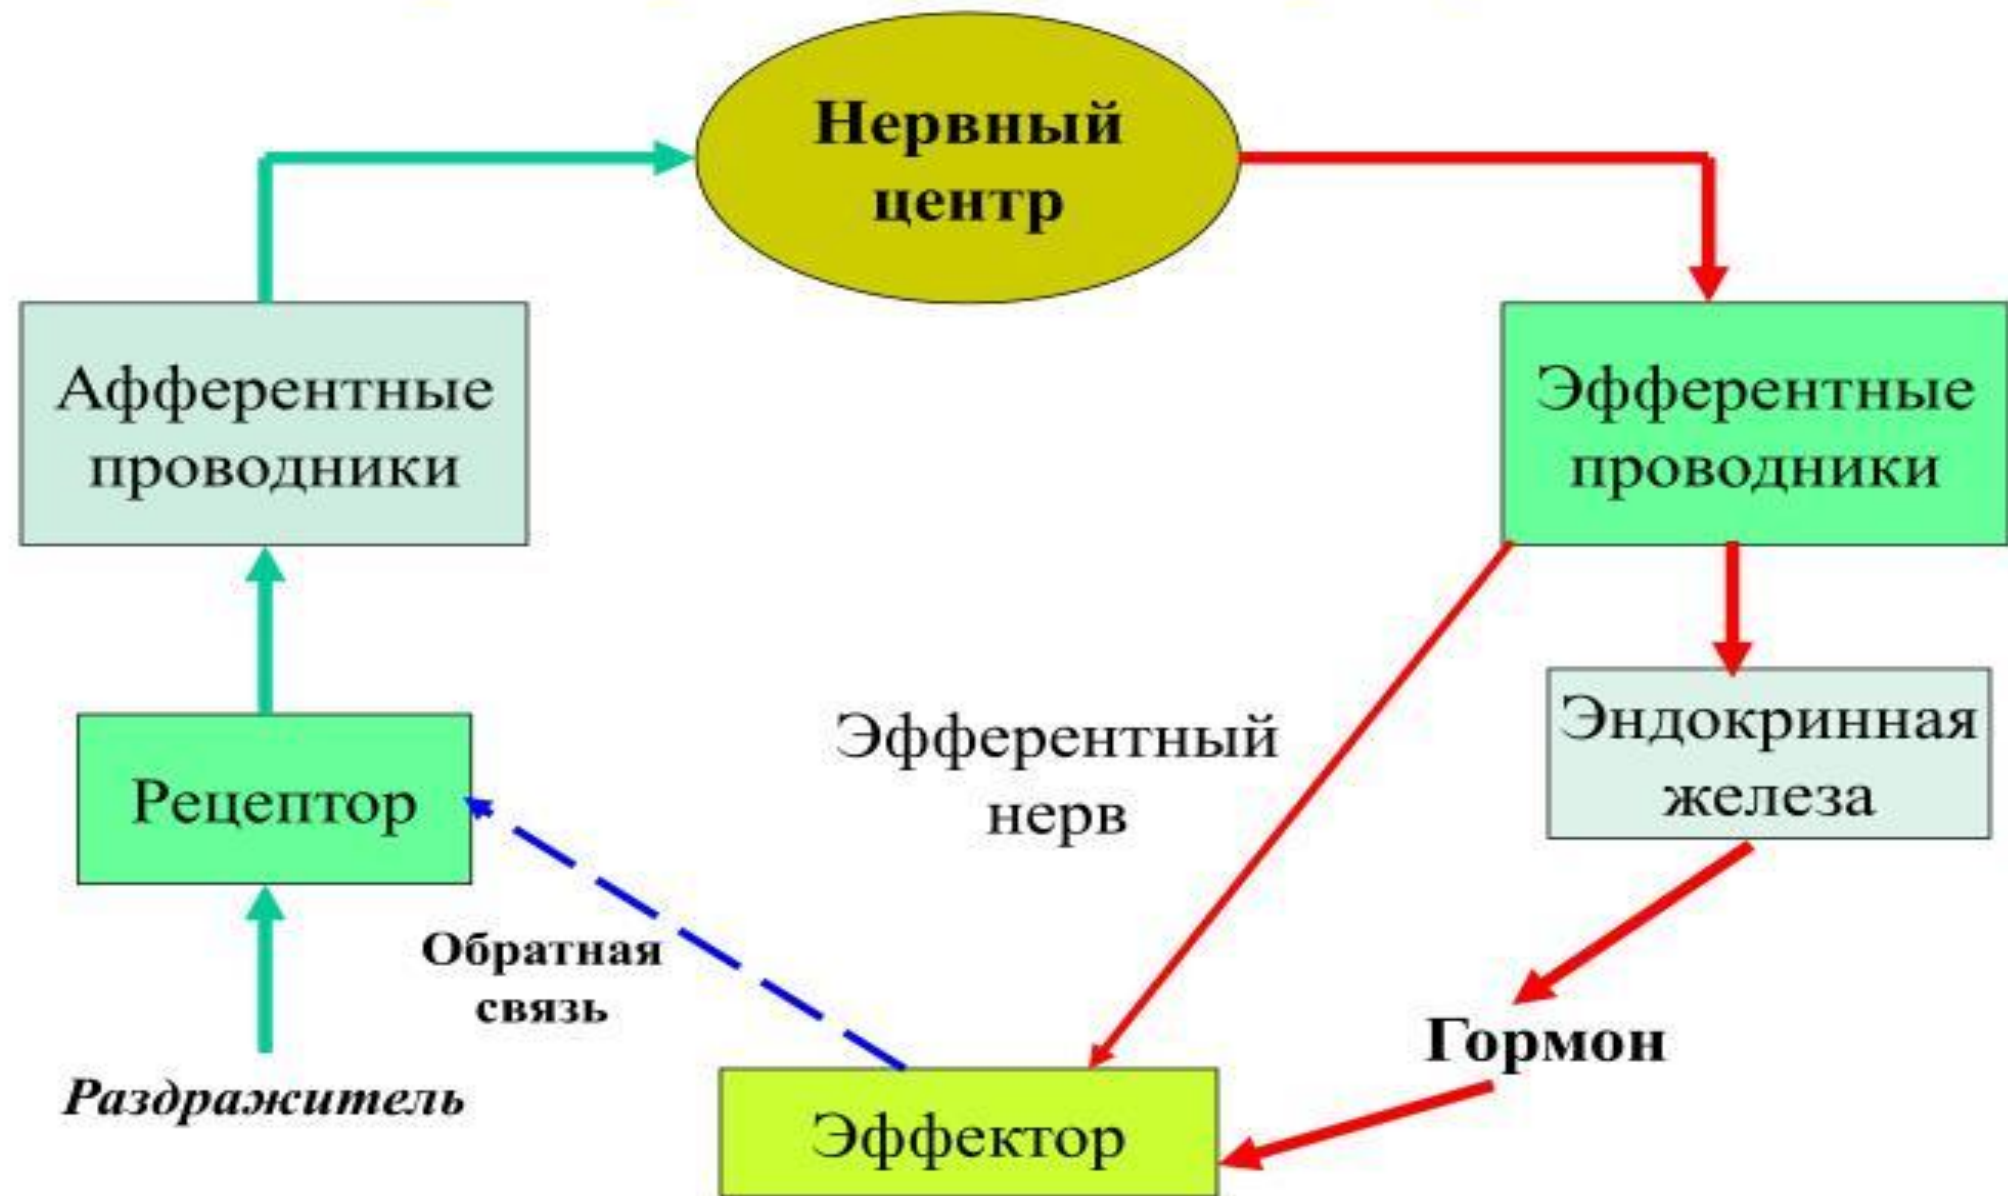 Нервный
центр
Афферентные
проводники
Эфферентные
проводники
Рецептор
Эфферентный
нерв
Эндокринная
железа
Обратная
связь
Раздражитель
Гормон
Эффектор